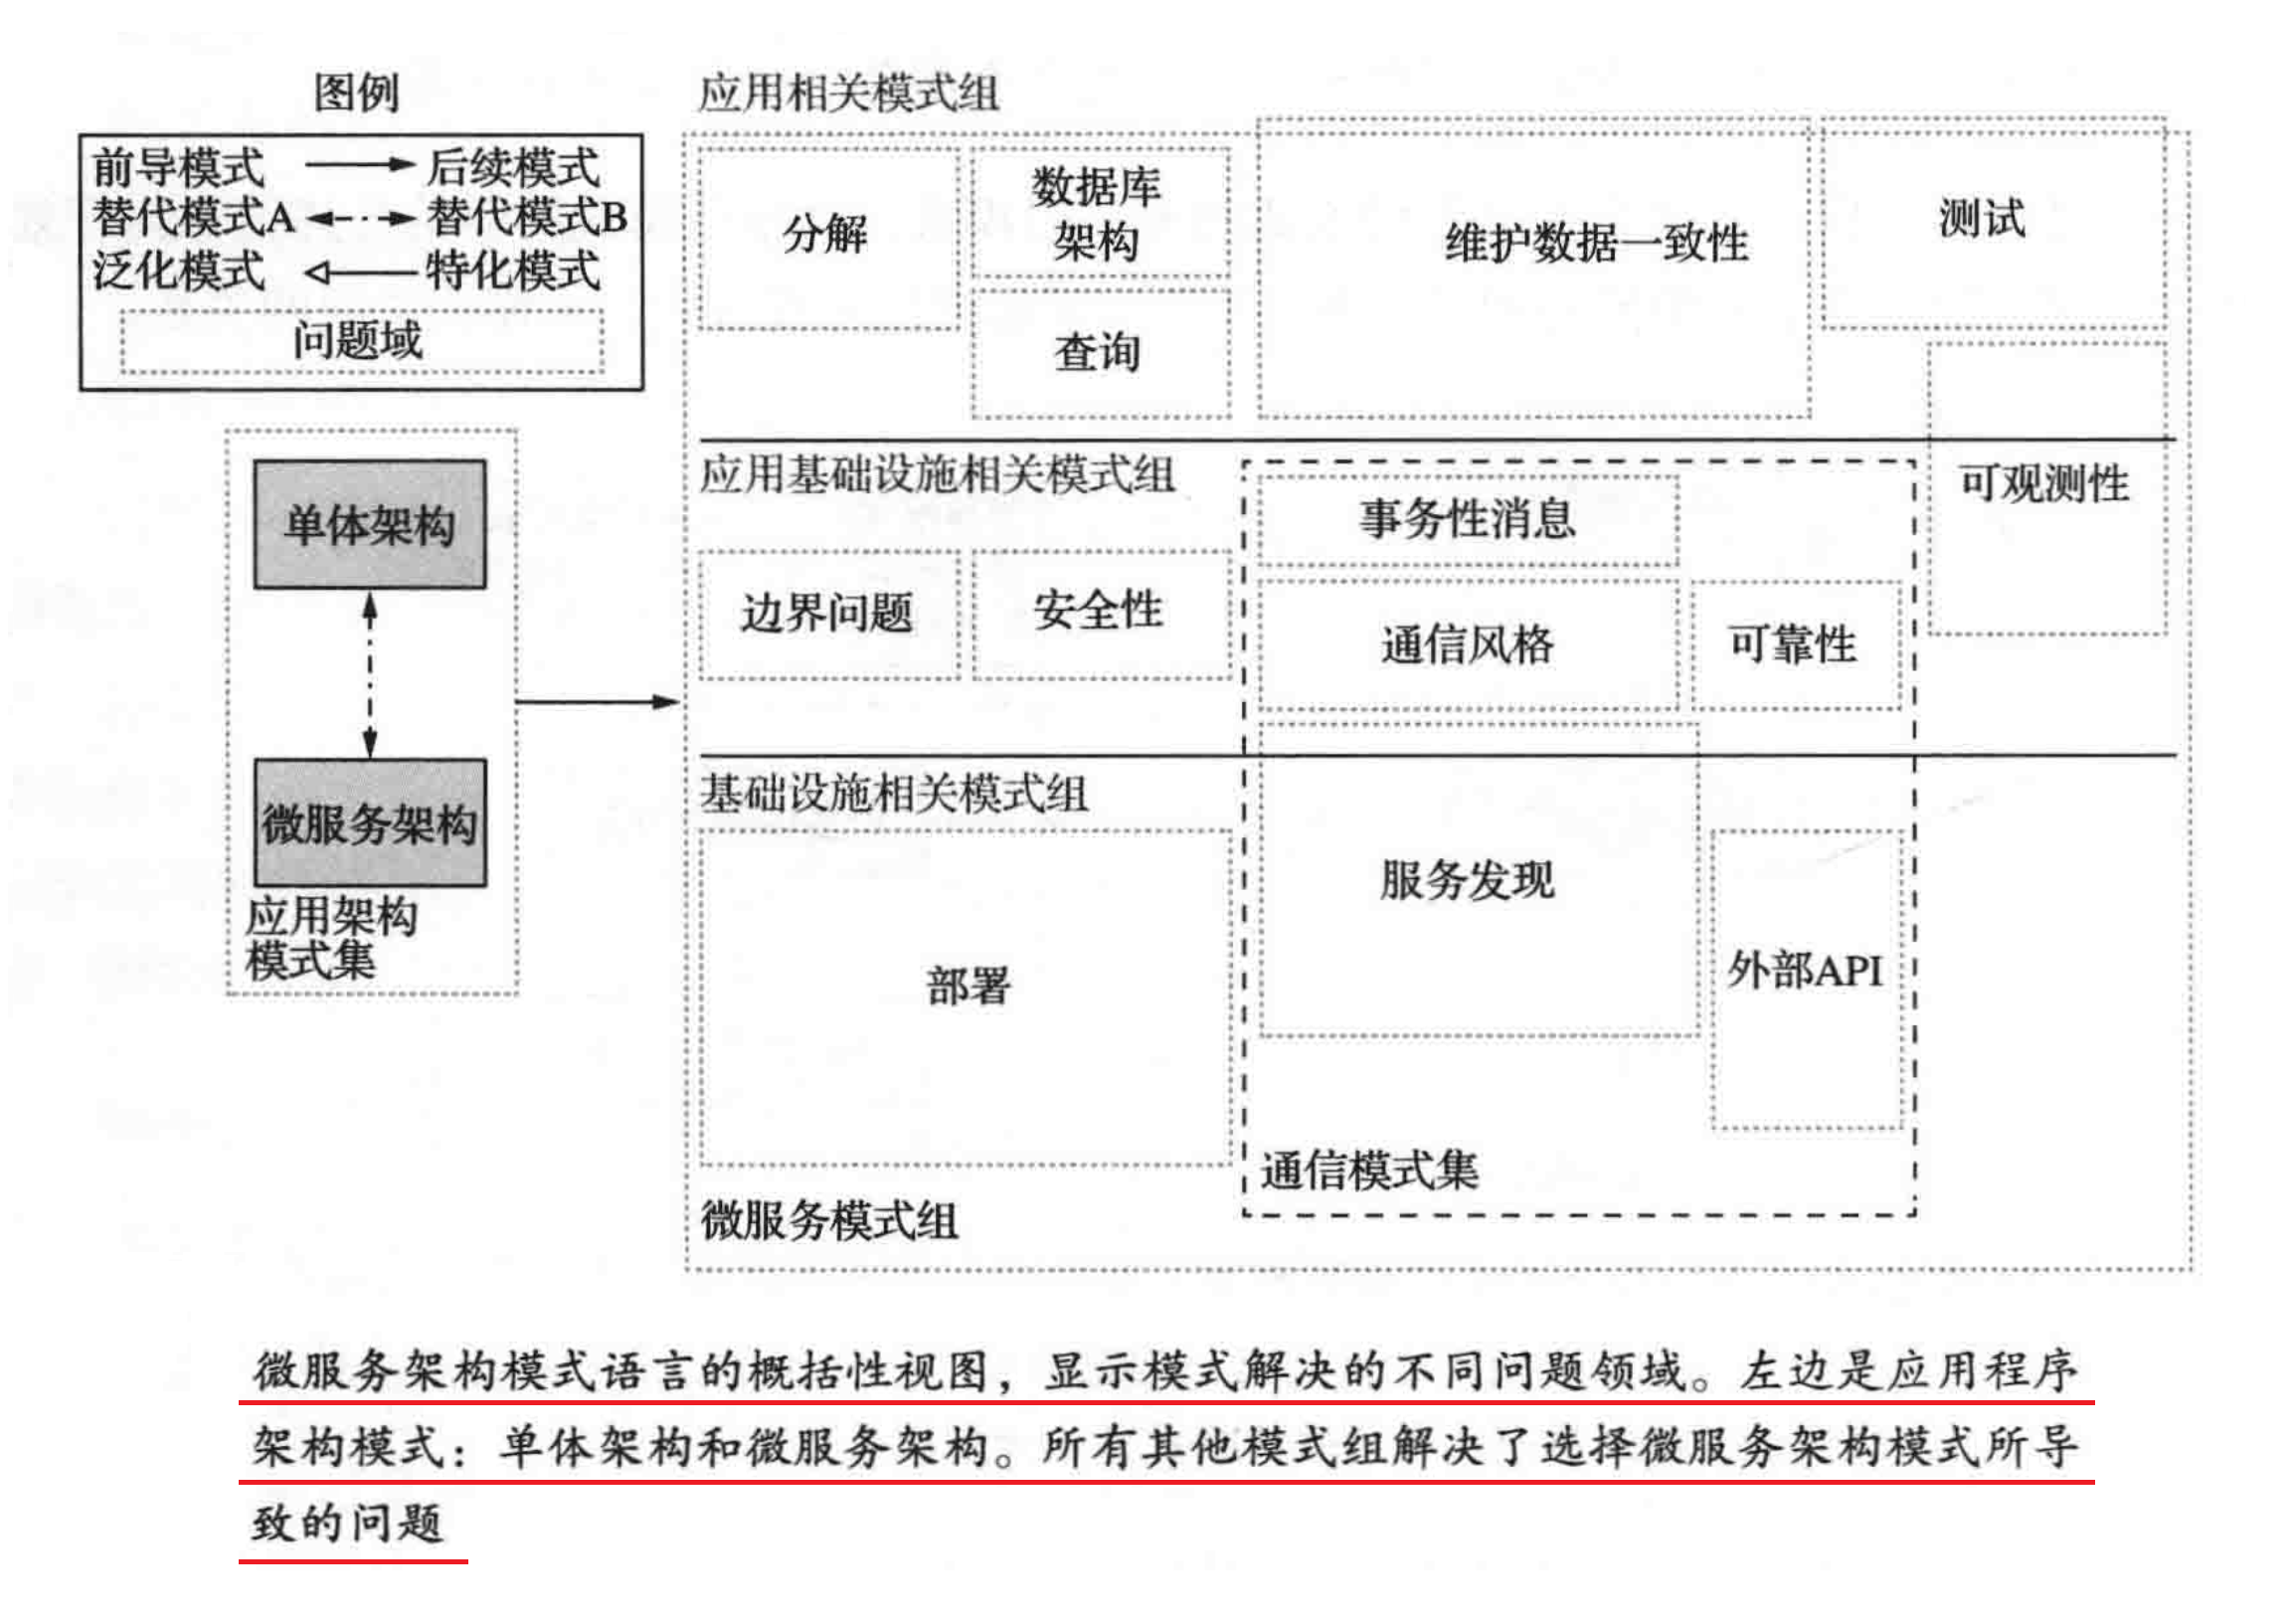 图例
前导模式 后续模式
替代模式A 替代模式B
泛化模式 特化模式
问题域
单体架构
微服务架构
应用架构
模式集
应用相关模式组
分解
数据库
架构
查询
维护数据一致性
测试
可观测性
应用基础设施相关模式组
边界问题
安全性
事务性消息
通信风格
可靠性
基础设施相关模式组
部署
服务发现
外部API
通信模式集
微服务模式组
微服务架构模式语言的概括性视图，显示模式解决的不同问题领域。左边是应用程序
架构模式：单体架构和微服务架构。所有其他模式组解决了选择微服务架构模式所导
致的问题